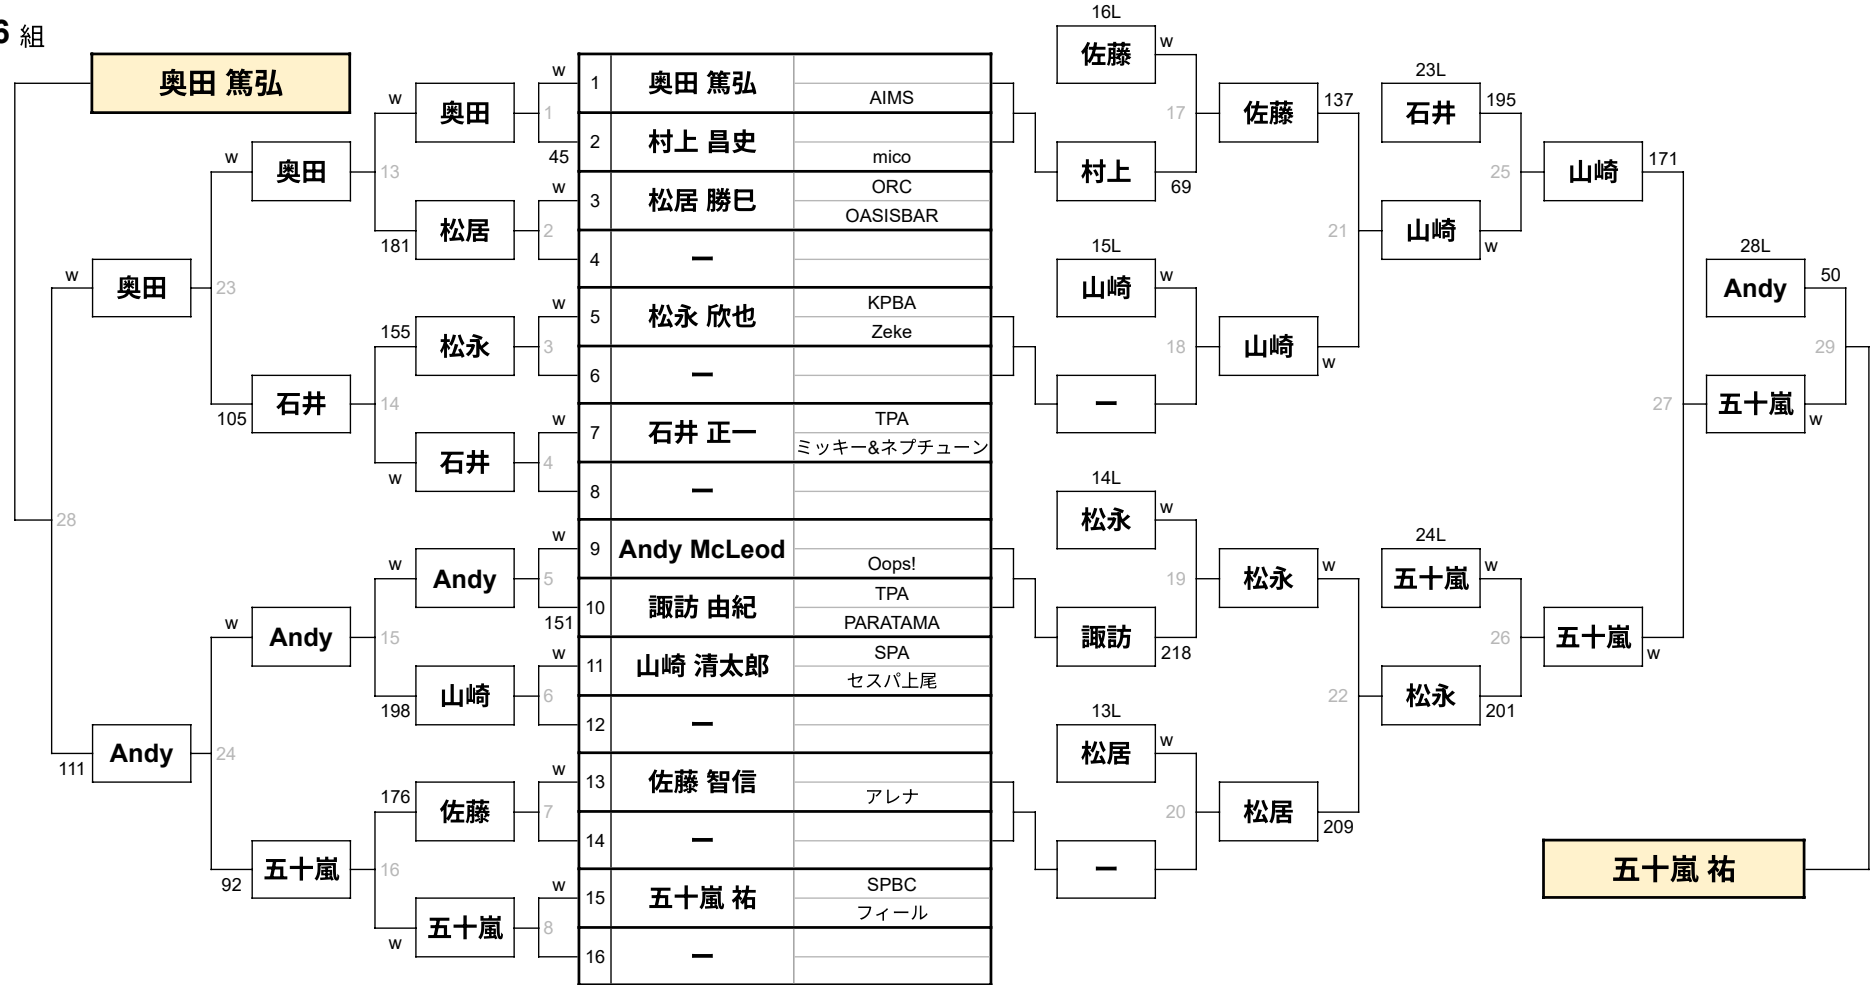 6 組
奥田 篤弘
w
奥田
w
奥田
13
w
奥田
23
w
奥田
1
45
w
松居
2
181
松永
3
155
w
石井
14
105
石井
4
w
w
28
Andy
111
w
Andy
24
w
Andy
15
w
Andy
5
151
山崎
6
198
w
佐藤
7
176
w
五十嵐
16
92
五十嵐
8
w
w
1 奥田 篤弘 AIMS
2 村上 昌史 mico
3 松居 勝巳 ORC
OASISBAR
4 ー
5 松永 欣也 KPBA
Zeke
6 ー
7 石井 正一 TPA
ミッキー&ネプチューン
8 ー
9 Andy McLeod Oops!
10 諏訪 由紀 TPA
PARATAMA
11 山崎 清太郎 SPA
セスパ上尾
12 ー
13 佐藤 智信 アレナ
14 ー
15 五十嵐 祐 SPBC
フィール
16 ー
16L
佐藤
w
17
村上
69
15L
山崎
w
18
ー
14L
松永
w
19
諏訪
218
13L
松居
w
20
ー
佐藤
137
21
山崎
w
松永
w
22
松居
209
23L
石井
195
25
山崎
w
24L
五十嵐
w
26
松永
201
山崎
171
27
五十嵐
w
28L
Andy
50
29
五十嵐
w
五十嵐 祐